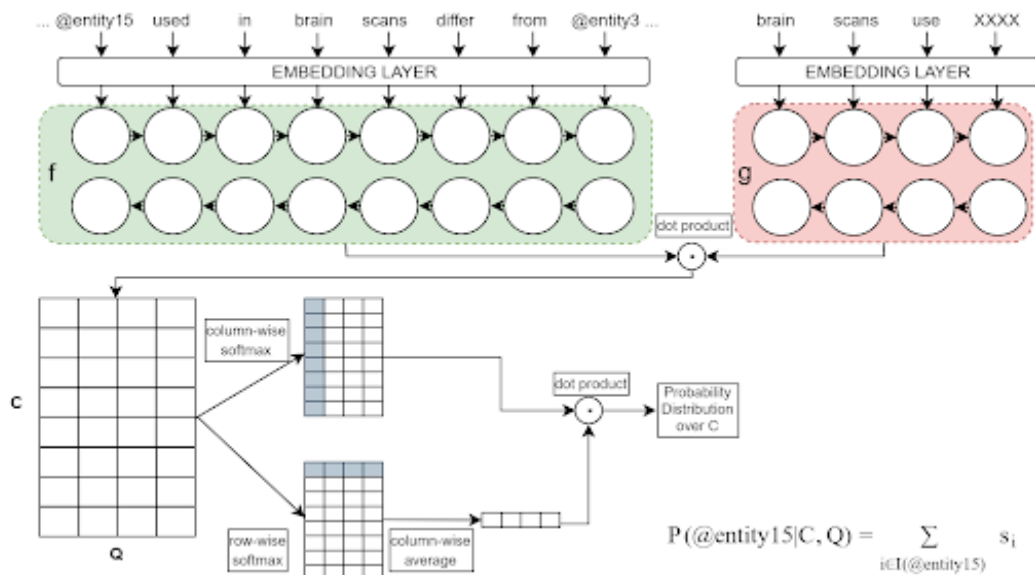 ... @entity15 used in brain scans differ from @entity3 ...
brain scans use XXXX
EMBEDDING LAYER
EMBEDDING LAYER
f
g
dot product
column-wise
softmax
C
dot product
Probability
Distribution
over C
Q
row-wise
softmax
column-wise
average
P(@entity15|C, Q) = ∑ s_i
i∈I(@entity15)